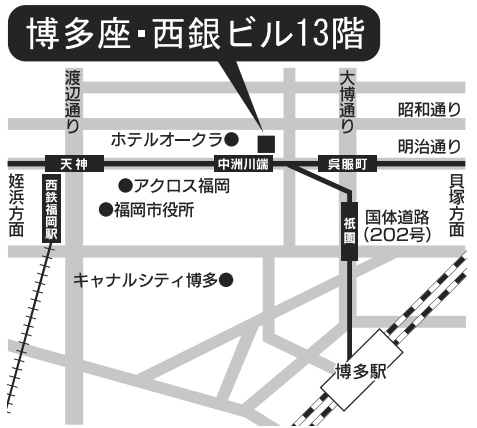 博多座・西銀ビル13階
渡辺通り
大博通り
昭和通り
ホテルオークラ●
明治通り
天神
中洲川端
呉服町
姪浜方面
西鉄福岡駅
●アクロス福岡
●福岡市役所
祇園
国体道路
(202号)
貝塚方面
キャナルシティ博多●
博多駅